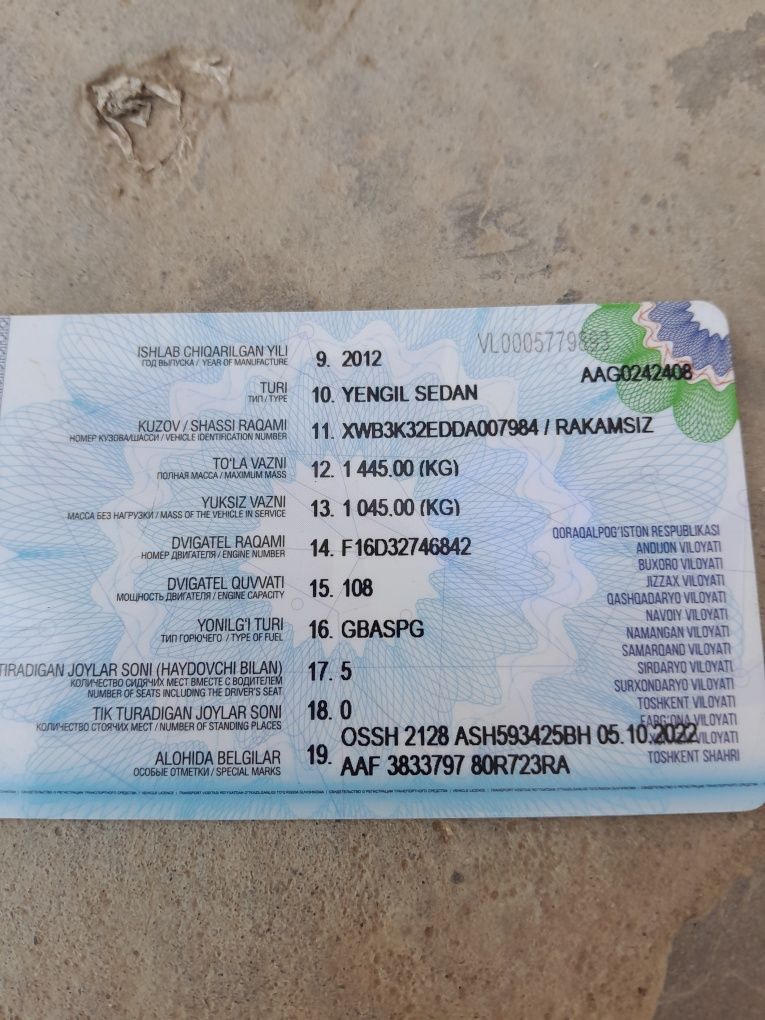 VL0005779893
AAG0242408
ISHLAB CHIQARILGAN YILI
ГОД ВЫПУСКА / YEAR OF MANUFACTURE
9. 2012
TURI
ТИП / TYPE
10. YENGIL SEDAN
KUZOV / SHASSI RAQAMI
НОМЕР КУЗОВА/ШАССИ / VEHICLE IDENTIFICATION NUMBER
11. XWB3K32EDDA007984 / RAKAMSIZ
TO'LA VAZNI
ПОЛНАЯ МАССА / MAXIMUM MASS
12. 1 445.00 (KG)
YUKSIZ VAZNI
МАССА БЕЗ НАГРУЗКИ / MASS OF THE VEHICLE IN SERVICE
13. 1 045.00 (KG)
DVIGATEL RAQAMI
НОМЕР ДВИГАТЕЛЯ / ENGINE NUMBER
14. F16D32746842
DVIGATEL QUVVATI
МОЩНОСТЬ ДВИГАТЕЛЯ / ENGINE CAPACITY
15. 108
YONILG'I TURI
ТИП ГОРЮЧЕГО / TYPE OF FUEL
16. GBASPG
TIRADIGAN JOYLAR SONI (HAYDOVCHI BILAN)
КОЛИЧЕСТВО СИДЯЧИХ МЕСТ ВМЕСТЕ С ВОДИТЕЛЕМ
NUMBER OF SEATS INCLUDING THE DRIVER'S SEAT
17. 5
TIK TURADIGAN JOYLAR SONI
КОЛИЧЕСТВО СТОЯЧИХ МЕСТ / NUMBER OF STANDING PLACES
18. 0
ALOHIDA BELGILAR
ОСОБЫЕ ОТМЕТКИ / SPECIAL MARKS
19. OSSH 2128 ASH593425BH 05.10.2022
AAF 3833797 80R723RA
QORAQALPOG'ISTON RESPUBLIKASI
ANDIJON VILOYATI
BUXORO VILOYATI
JIZZAX VILOYATI
QASHQADARYO VILOYATI
NAVOIY VILOYATI
NAMANGAN VILOYATI
SAMARQAND VILOYATI
SIRDARYO VILOYATI
SURXONDARYO VILOYATI
TOSHKENT VILOYATI
FARG'ONA VILOYATI
VILOYATI
TOSHKENT SHAHRI